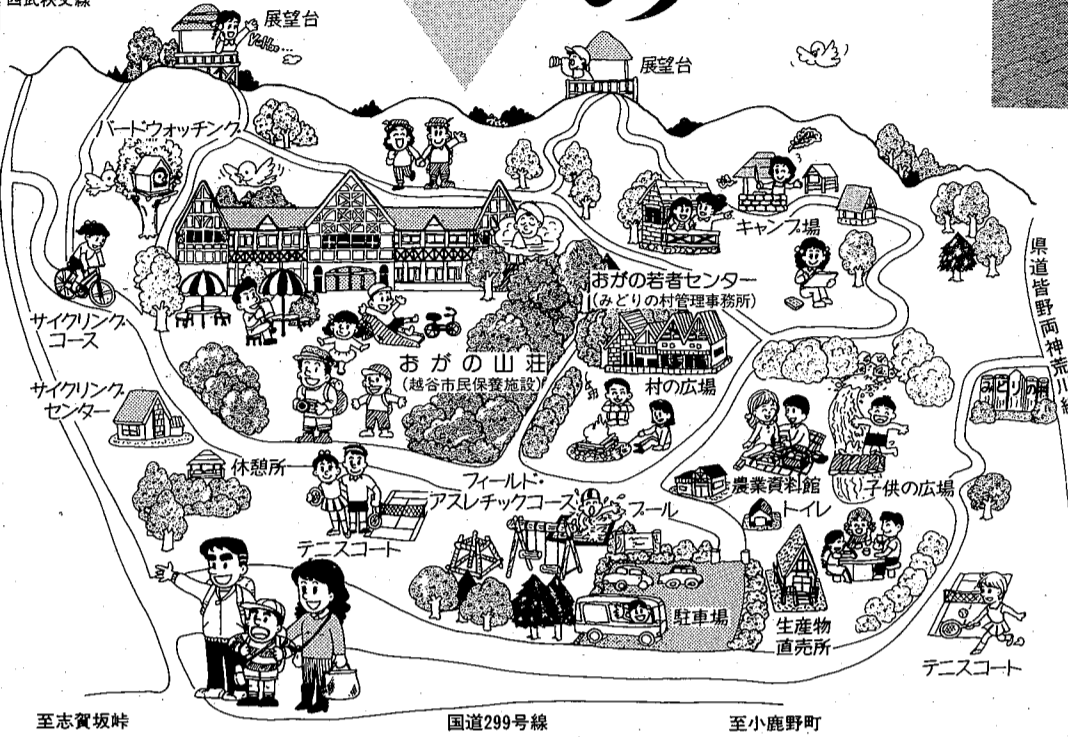 展望台
YaHoo…
展望台
バードウォッチング
キャンプ場
県道皆野両神荒川線
おがの若者センター
(みどりの村管理事務所)
サイクリング
コース
おがの山荘
(越谷市民保養施設)
村の広場
サイクリング
センター
休憩所
フィールド・
アスレチックコース
プール
農業資料館
子供の広場
トイレ
テニスコート
駐車場
生産物
直売所
テニスコート
至志賀坂峠
国道299号線
至小鹿野町